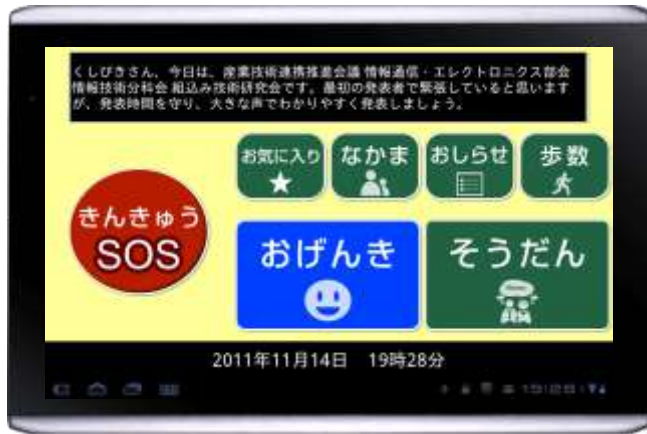 くしびきさん、今日は、産業技術連携推進会議 情報通信・エレクトロニクス部会
情報技術分科会 組込み技術研究会です。最初の発表者で緊張していると思います
が、発表時間を守り、大きな声でわかりやすく発表しましょう。
お気に入り
なかま
おしらせ
歩数
きんきゅう
SOS
おげんき
そうだん
2011年11月14日 19時28分